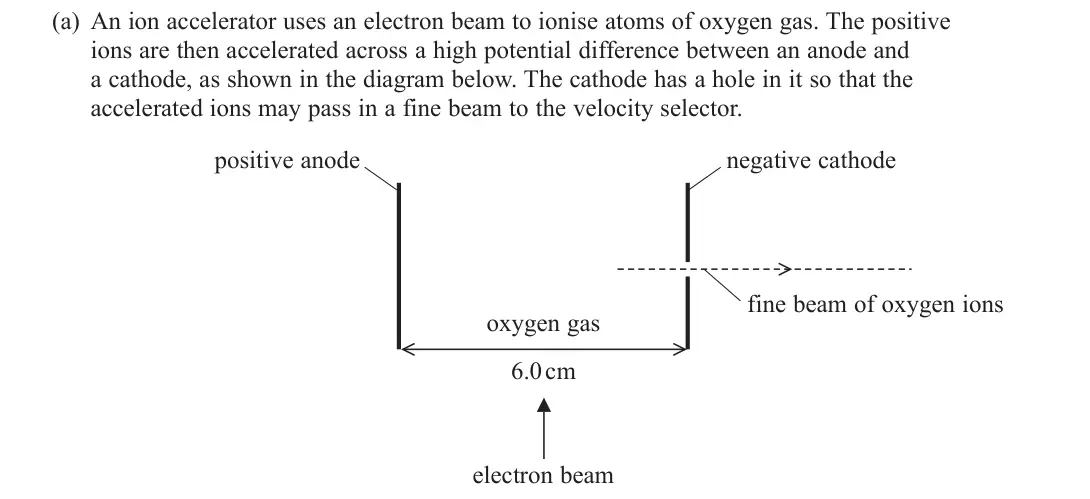 (a) An ion accelerator uses an electron beam to ionise atoms of oxygen gas. The positive
ions are then accelerated across a high potential difference between an anode and
a cathode, as shown in the diagram below. The cathode has a hole in it so that the
accelerated ions may pass in a fine beam to the velocity selector.
positive anode
negative cathode
fine beam of oxygen ions
oxygen gas
6.0 cm
electron beam